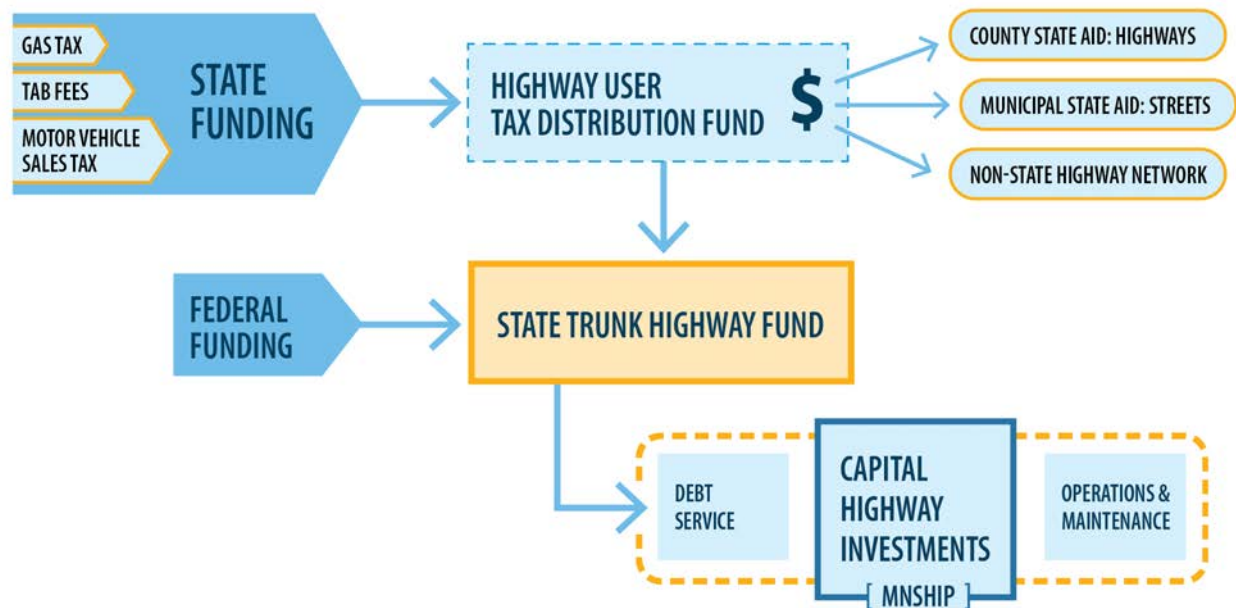 GAS TAX
TAB FEES
MOTOR VEHICLE
SALES TAX
STATE
FUNDING
HIGHWAY USER
TAX DISTRIBUTION FUND
$
COUNTY STATE AID: HIGHWAYS
MUNICIPAL STATE AID: STREETS
NON-STATE HIGHWAY NETWORK
FEDERAL
FUNDING
STATE TRUNK HIGHWAY FUND
DEBT
SERVICE
CAPITAL
HIGHWAY
INVESTMENTS
[ MNSHIP ]
OPERATIONS &
MAINTENANCE